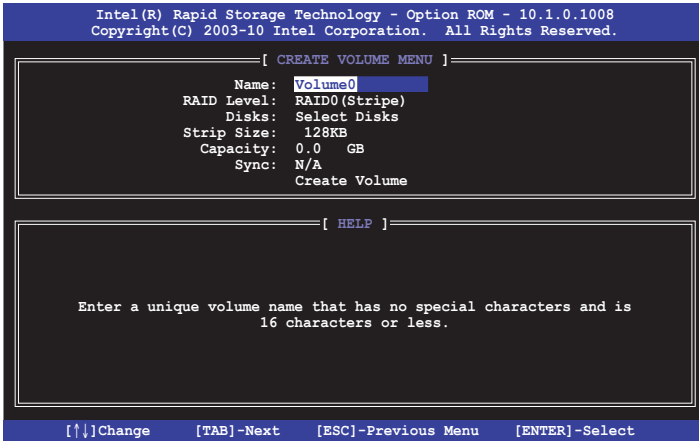 Intel(R) Rapid Storage Technology - Option ROM - 10.1.0.1008
Copyright(C) 2003-10 Intel Corporation. All Rights Reserved.
[ CREATE VOLUME MENU ]
Name: Volume0
RAID Level: RAID0(Stripe)
Disks: Select Disks
Strip Size: 128KB
Capacity: 0.0 GB
Sync: N/A
Create Volume
[ HELP ]
Enter a unique volume name that has no special characters and is
16 characters or less.
[↑↓]Change [TAB]-Next [ESC]-Previous Menu [ENTER]-Select